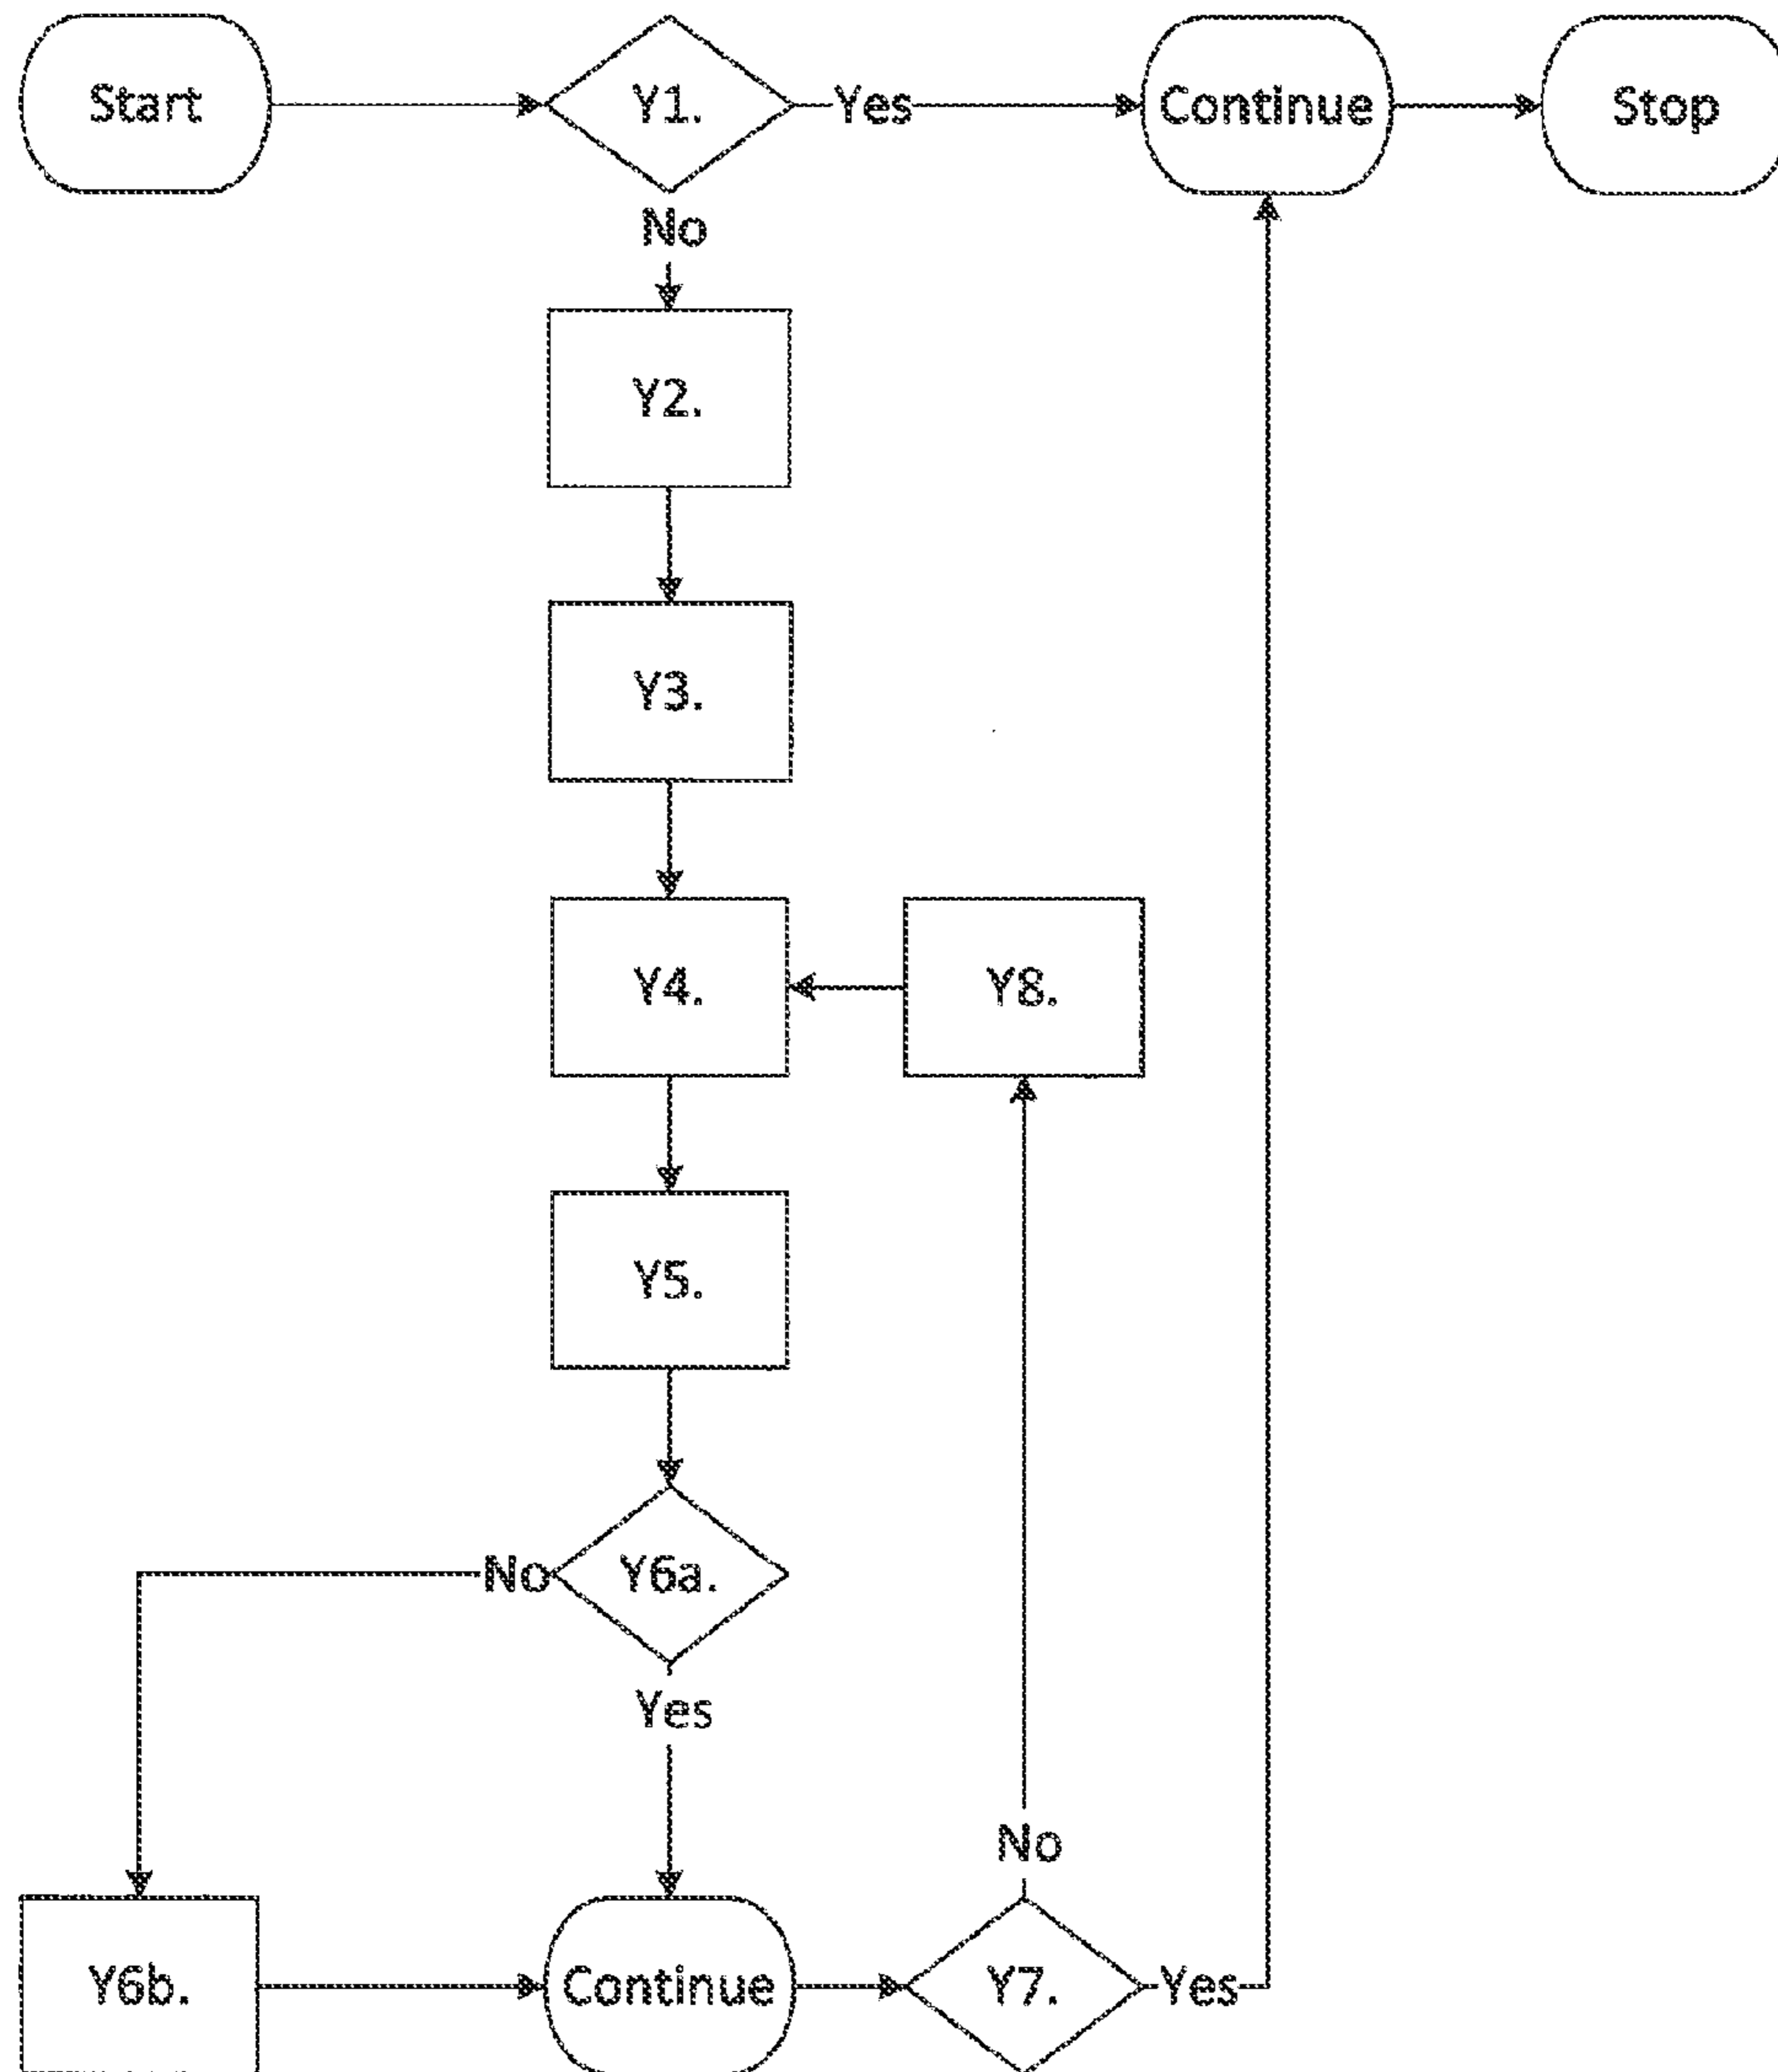 Start
Y1.
Yes
Continue
Stop
No
Y2.
Y3.
Y4.
Y8.
Y5.
No
Y6a.
Yes
No
Y6b.
Continue
Y7.
Yes